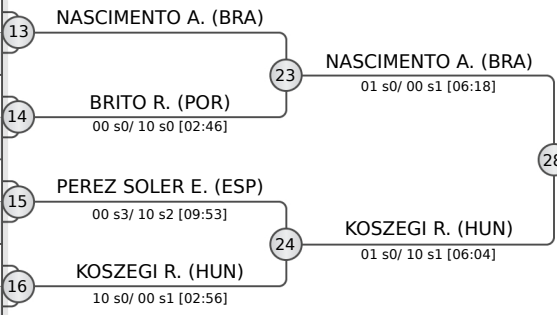 13
NASCIMENTO A. (BRA)
23
NASCIMENTO A. (BRA)
01 s0/ 00 s1 [06:18]
14
BRITO R. (POR)
00 s0/ 10 s0 [02:46]
28
15
PEREZ SOLER E. (ESP)
00 s3/ 10 s2 [09:53]
24
KOSZEGI R. (HUN)
01 s0/ 10 s1 [06:04]
16
KOSZEGI R. (HUN)
10 s0/ 00 s1 [02:56]